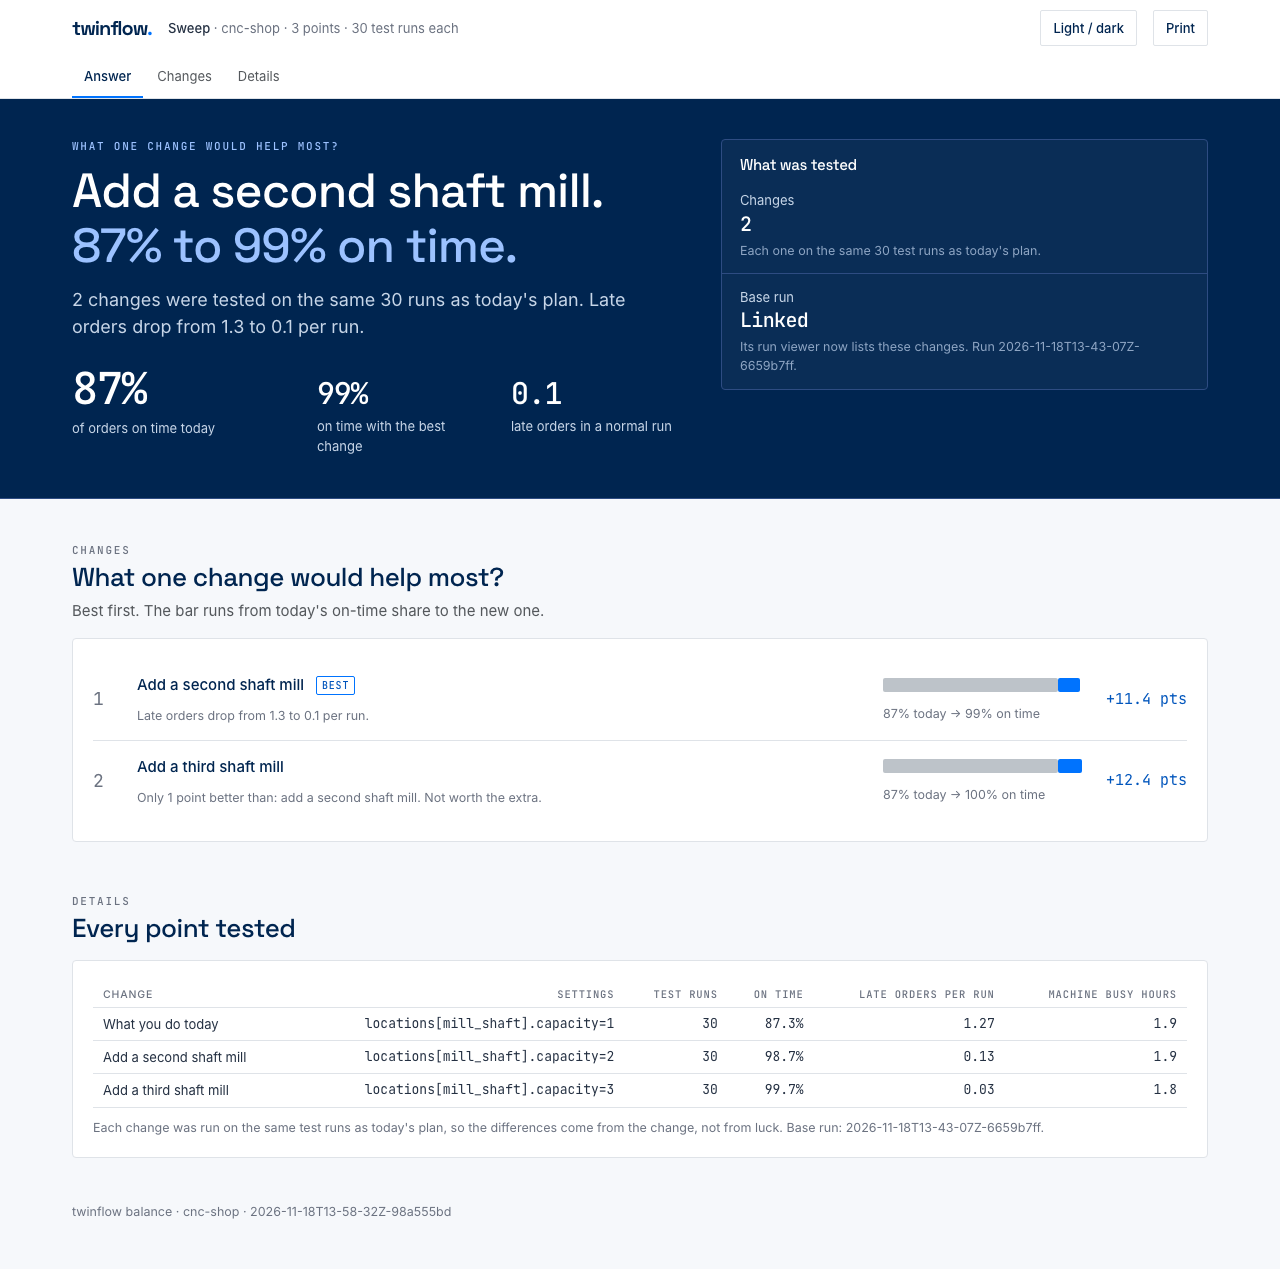 twinflow.
Sweep · cnc-shop · 3 points · 30 test runs each
Light / dark
Print
Answer
Changes
Details
WHAT ONE CHANGE WOULD HELP MOST?
Add a second shaft mill.
87% to 99% on time.
2 changes were tested on the same 30 runs as today's plan. Late
orders drop from 1.3 to 0.1 per run.
87%
of orders on time today
99%
on time with the best
change
0.1
late orders in a normal run
What was tested
Changes
2
Each one on the same 30 test runs as today's plan.
Base run
Linked
Its run viewer now lists these changes. Run 2026-11-18T13-43-07Z-
6659b7ff.
CHANGES
What one change would help most?
Best first. The bar runs from today's on-time share to the new one.
1
Add a second shaft mill BEST
Late orders drop from 1.3 to 0.1 per run.
87% today → 99% on time
+11.4 pts
2
Add a third shaft mill
Only 1 point better than: add a second shaft mill. Not worth the extra.
87% today → 100% on time
+12.4 pts
DETAILS
Every point tested
CHANGE SETTINGS TEST RUNS ON TIME LATE ORDERS PER RUN MACHINE BUSY HOURS
What you do today locations[mill_shaft].capacity=1 30 87.3% 1.27 1.9
Add a second shaft mill locations[mill_shaft].capacity=2 30 98.7% 0.13 1.9
Add a third shaft mill locations[mill_shaft].capacity=3 30 99.7% 0.03 1.8
Each change was run on the same test runs as today's plan, so the differences come from the change, not from luck. Base run: 2026-11-18T13-43-07Z-6659b7ff.
twinflow balance · cnc-shop · 2026-11-18T13-58-32Z-98a555bd